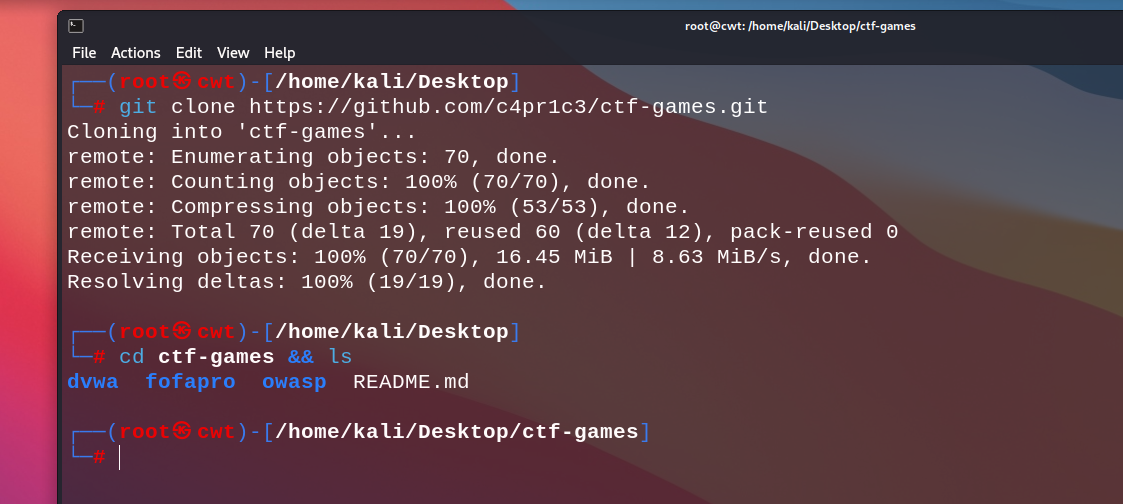 root@cwt: /home/kali/Desktop/ctf-games
File Actions Edit View Help
┌──(root㉿cwt)-[/home/kali/Desktop]
└─# git clone https://github.com/c4pr1c3/ctf-games.git
Cloning into 'ctf-games'...
remote: Enumerating objects: 70, done.
remote: Counting objects: 100% (70/70), done.
remote: Compressing objects: 100% (53/53), done.
remote: Total 70 (delta 19), reused 60 (delta 12), pack-reused 0
Receiving objects: 100% (70/70), 16.45 MiB | 8.63 MiB/s, done.
Resolving deltas: 100% (19/19), done.
┌──(root㉿cwt)-[/home/kali/Desktop]
└─# cd ctf-games && ls
dvwa fofapro owasp README.md
┌──(root㉿cwt)-[/home/kali/Desktop/ctf-games]
└─#